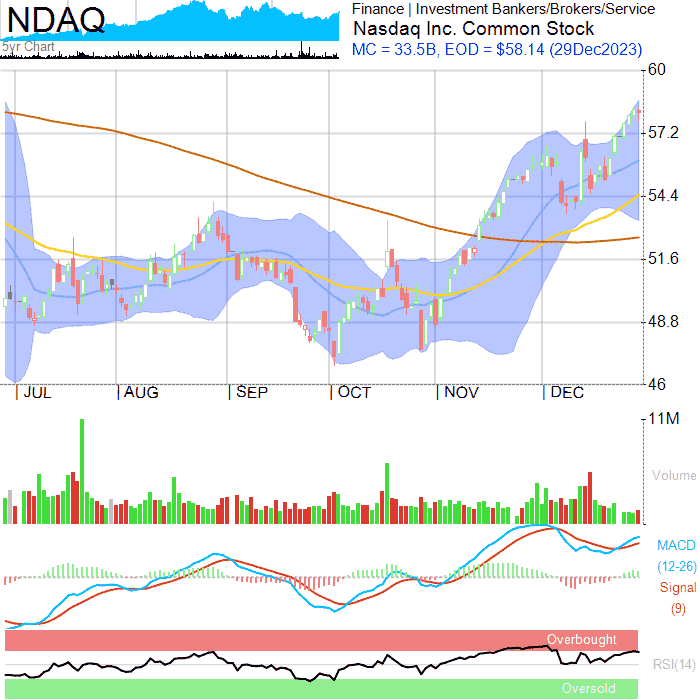 NDAQ
5yr Chart
Finance | Investment Bankers/Brokers/Service
Nasdaq Inc. Common Stock
MC = 33.5B, EOD = $58.14 (29Dec2023)
60
57.2
54.4
51.6
48.8
46
JUL AUG SEP OCT NOV DEC
11M
Volume
MACD
(12-26)
Signal
(9)
Overbought
RSI(14)
Oversold